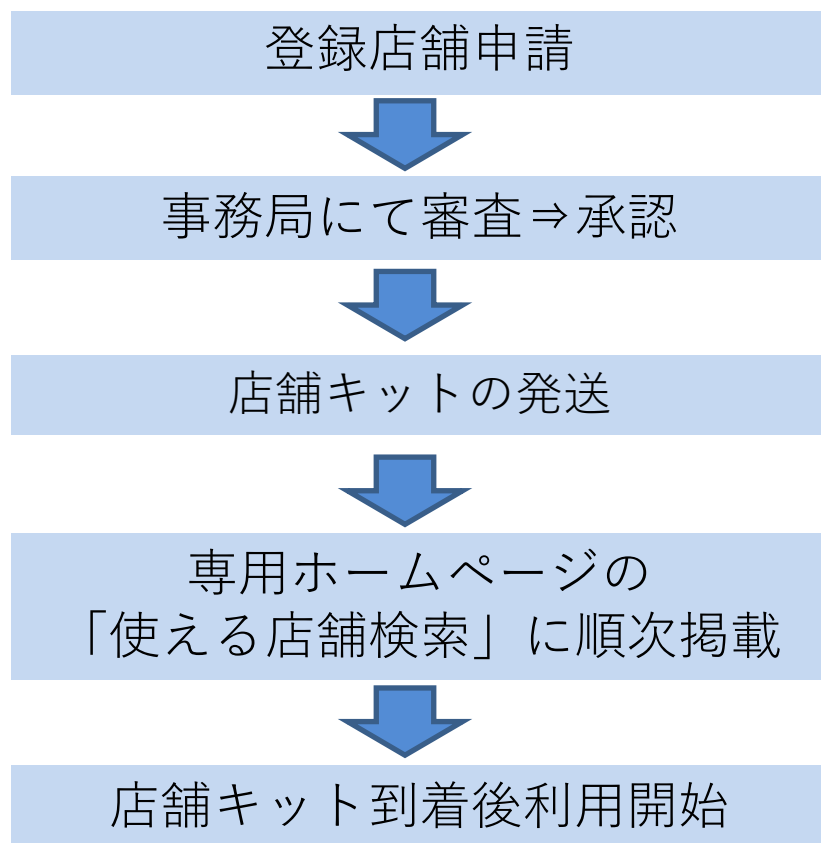 登録店舗申請
事務局にて審査⇒承認
店舗キットの発送
専用ホームページの
「使える店舗検索」に順次掲載
店舗キット到着後利用開始